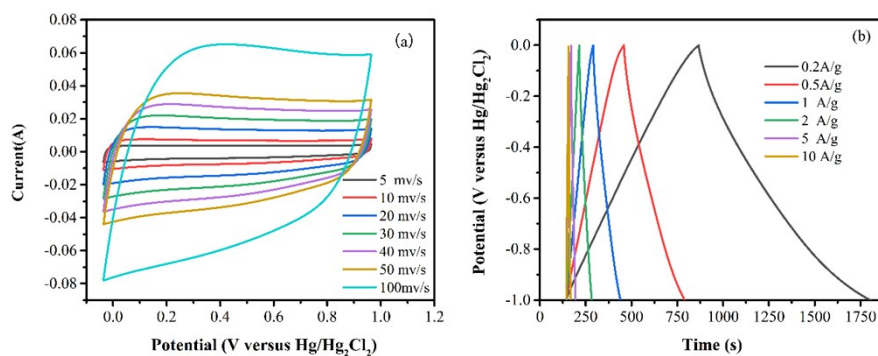 (a)
0.08
0.06
0.04
0.02
0.00
-0.02
-0.04
-0.06
-0.08
Current(A)
5 mv/s
10 mv/s
20 mv/s
30 mv/s
40 mv/s
50 mv/s
100mv/s
0.0 0.2 0.4 0.6 0.8 1.0 1.2
Potential (V versus Hg/Hg₂Cl₂)
(b)
0.0
-0.2
-0.4
-0.6
-0.8
-1.0
Potential (V versus Hg/Hg₂Cl₂)
0.2A/g
0.5A/g
1 A/g
2 A/g
5 A/g
10 A/g
0 250 500 750 1000 1250 1500 1750
Time (s)